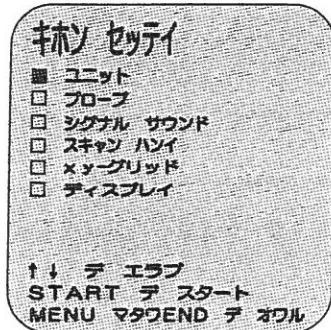 キホン セッテイ
ユニット
プローブ
シグナル サウンド
スキャン ハンイ
xy-グリッド
ディスプレイ
↑↓ デ エラブ
START デ スタート
MENU マタワEND デ オワル